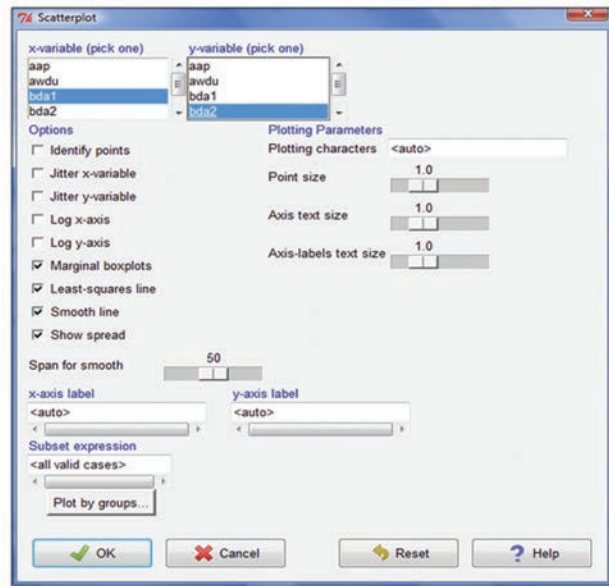 Scatterplot
x-variable (pick one) y-variable (pick one)
aap aap
awdu awdu
bda1 bda1
bda2 bda2
Options Plotting Parameters
Identify points Plotting characters <auto>
Jitter x-variable Point size 1.0
Jitter y-variable
Log x-axis Axis text size 1.0
Log y-axis
Marginal boxplots Axis-labels text size 1.0
Least-squares line
Smooth line
Show spread
Span for smooth 50
x-axis label y-axis label
<auto> <auto>
Subset expression
<all valid cases>
Plot by groups...
OK Cancel Reset Help